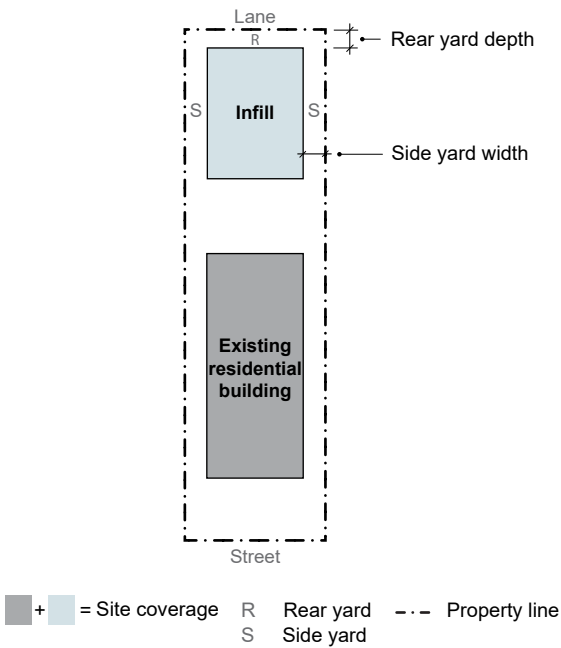 Lane
R
Rear yard depth
S
Infill
S
Side yard width
Existing
residential
building
Street
+ = Site coverage R Rear yard Property line
S Side yard